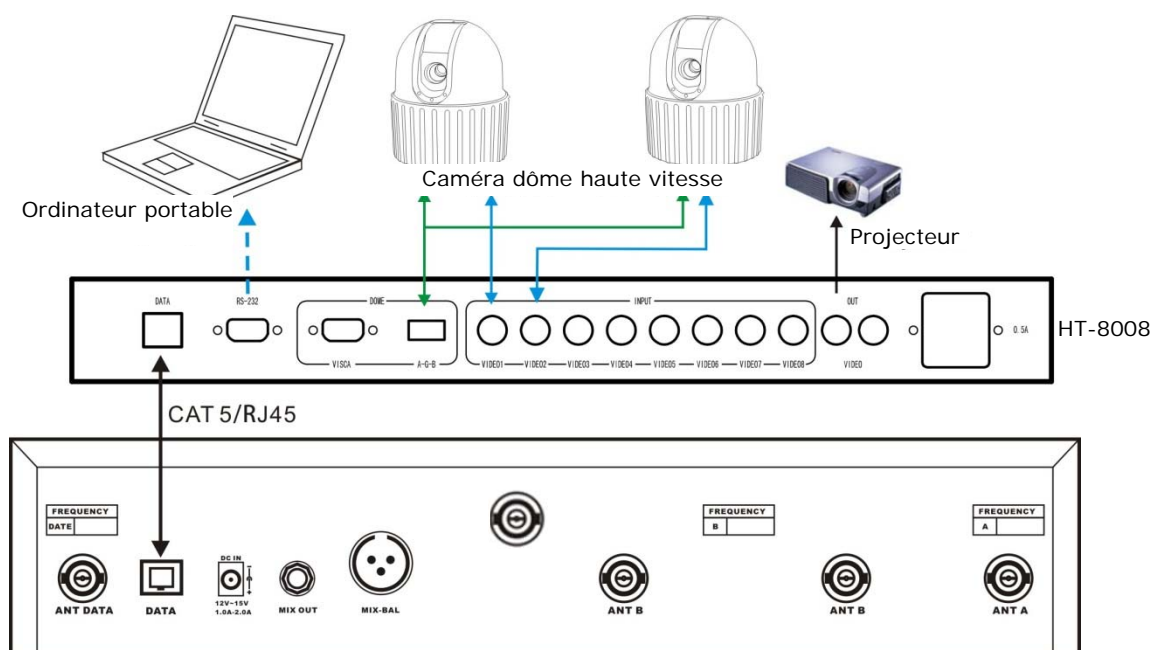 Caméra dôme haute vitesse
Ordinateur portable
Projecteur
DATA
RS-232
DOME
INPUT
OUT
0.5A
HT-8008
VISCA
A-G-B
VIDEO1
VIDEO2
VIDEO3
VIDEO4
VIDEO5
VIDEO6
VIDEO7
VIDEO8
VIDEO
CAT 5/RJ45
FREQUENCY
DATE
FREQUENCY
B
FREQUENCY
A
DC IN
12V~15V
1.0A-2.0A
ANT DATA
DATA
MIX OUT
MIX-BAL
ANT B
ANT B
ANT A